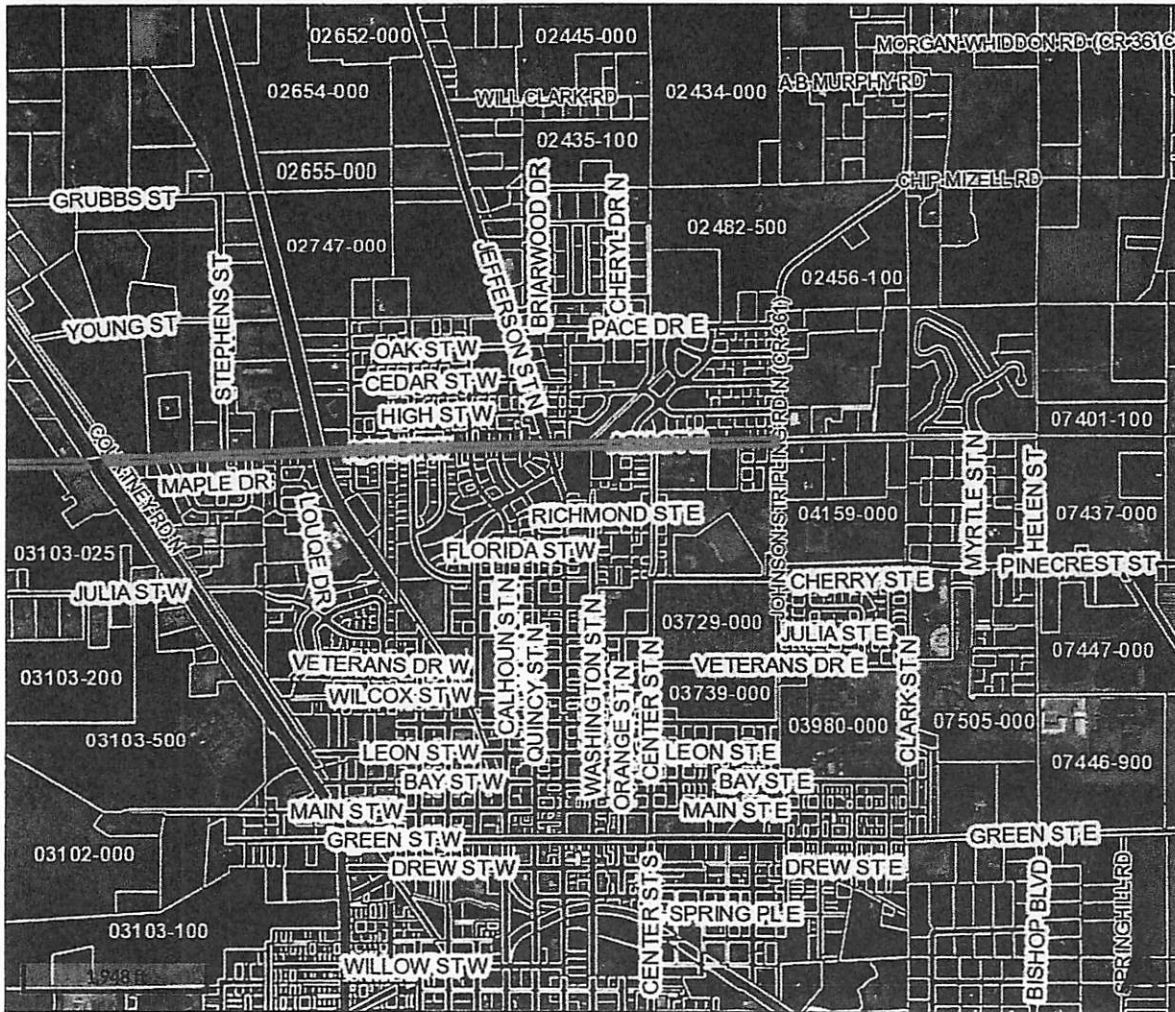 02652-000
02445-000
MORGAN-WHIDDON-RD-(CR-361C
02654-000
WILL CLARK-RD
02434-000
A-B-MURPHY-RD
02435-100
02655-000
CHIP-MIZELL RD
GRUBBS ST
BRIARWOOD DR
CHERYL DR N
02747-000
02482-500
JEFFERSON ST N
STEPHENS ST
02456-100
YOUNG ST
PACE DR E
OAK ST W
CEDAR ST W
JOHNSON STRIPLING RD N (CR 361)
HIGH ST W
07401-100
COURTNEY RD N
MAPLE DR
MYRTLE ST N
HELEN ST
RICHMOND ST E
04159-000
07437-000
03103-025
FLORIDA ST W
JULIA ST W
CHERRY ST E
PINECREST ST
CALHOUN ST N
QUINCY ST N
WASHINGTON ST N
ORANGE ST N
CENTER ST N
03729-000
JULIA ST E
CLARK ST N
03103-200
VETERANS DR W
VETERANS DR E
07447-000
WILCOX ST W
03739-000
03980-000
07505-000
03103-500
LEON ST W
LEON ST E
07446-900
BAY ST W
BAY ST E
MAIN ST W
MAIN ST E
GREEN ST W
GREEN ST E
03102-000
DREW ST W
DREW ST E
CENTER ST S
SPRING PL E
BISHOP BLVD
SPRINGHILL RD
03103-100
WILLOW ST W
1,948 ft